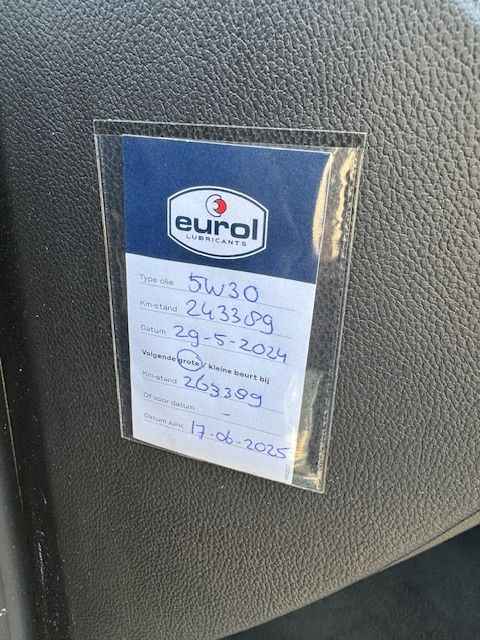 eurol
LUBRICANTS
Type olie 5W30
Km-stand 243389
Datum 29-5-2024
Volgende grote / kleine beurt bij
Km-stand 263389
Of voor datum -
Datum APK 17-06-2025